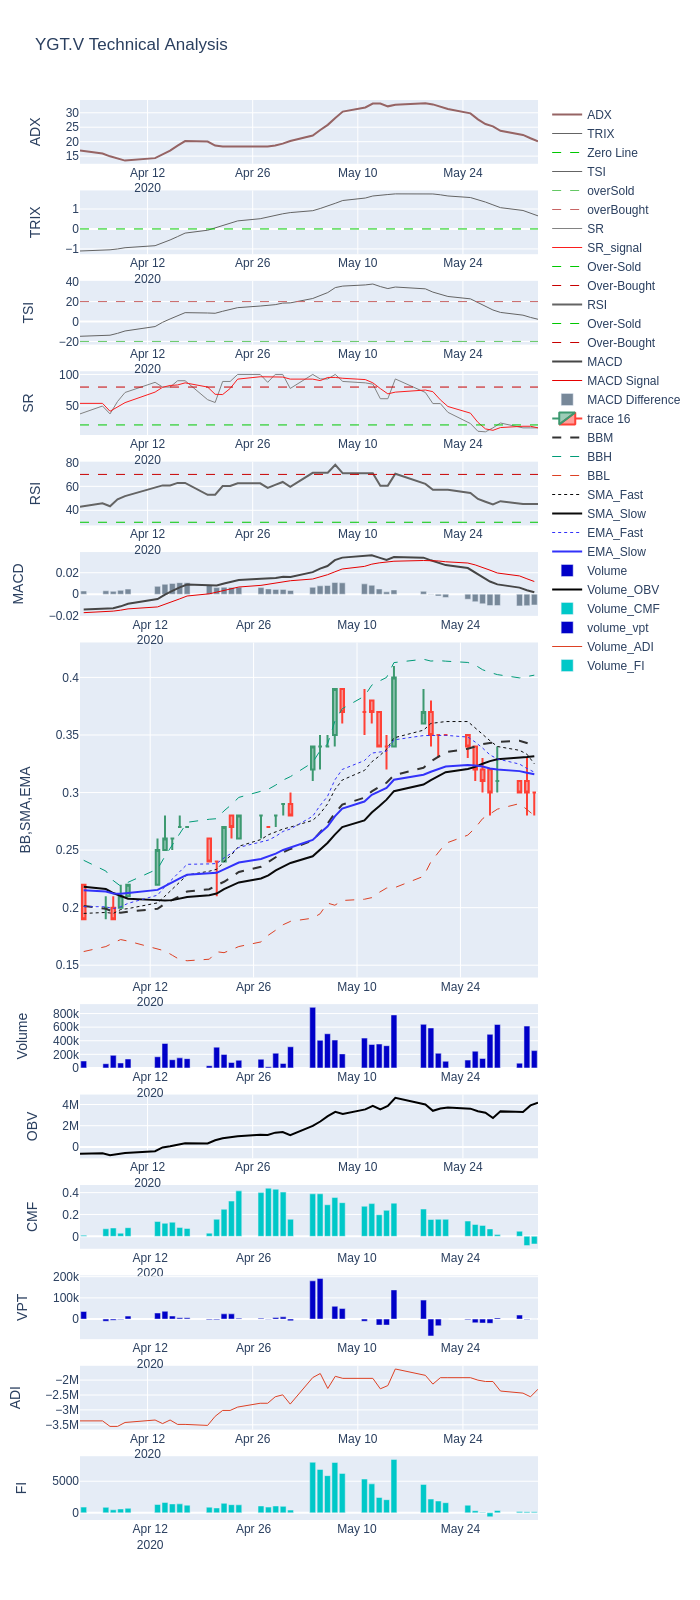 YGT.V Technical Analysis
ADX
30
25
20
15
Apr 12
2020
Apr 26
May 10
May 24
TRIX
1
0
−1
Apr 12
2020
Apr 26
May 10
May 24
TSI
40
20
0
−20
Apr 12
2020
Apr 26
May 10
May 24
SR
100
50
Apr 12
2020
Apr 26
May 10
May 24
RSI
80
60
40
Apr 12
2020
Apr 26
May 10
May 24
MACD
0.02
0
−0.02
Apr 12
2020
Apr 26
May 10
May 24
BB,SMA,EMA
0.4
0.35
0.3
0.25
0.2
0.15
Apr 12
2020
Apr 26
May 10
May 24
Volume
800k
600k
400k
200k
0
Apr 12
2020
Apr 26
May 10
May 24
OBV
4M
2M
0
Apr 12
2020
Apr 26
May 10
May 24
CMF
0.4
0.2
0
Apr 12
2020
Apr 26
May 10
May 24
VPT
200k
100k
0
Apr 12
2020
Apr 26
May 10
May 24
ADI
−2M
−2.5M
−3M
−3.5M
Apr 12
2020
Apr 26
May 10
May 24
FI
5000
0
Apr 12
2020
Apr 26
May 10
May 24
ADX
TRIX
Zero Line
TSI
overSold
overBought
SR
SR_signal
Over-Sold
Over-Bought
RSI
Over-Sold
Over-Bought
MACD
MACD Signal
MACD Difference
trace 16
BBM
BBH
BBL
SMA_Fast
SMA_Slow
EMA_Fast
EMA_Slow
Volume
Volume_OBV
Volume_CMF
volume_vpt
Volume_ADI
Volume_FI